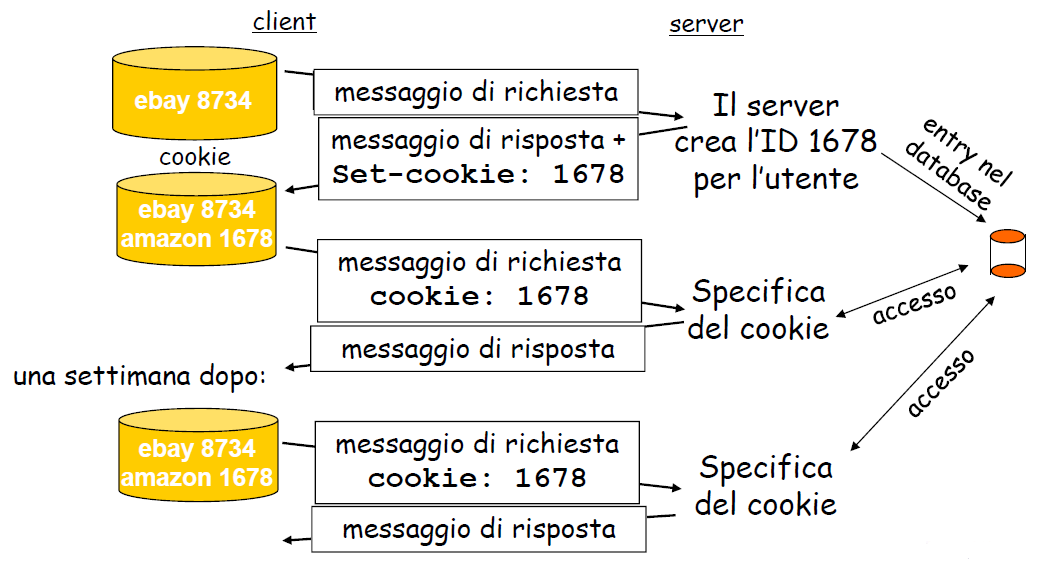 client
server
ebay 8734
messaggio di richiesta
Il server
crea l'ID 1678
per l'utente
messaggio di risposta +
Set-cookie: 1678
entry nel
database
cookie
ebay 8734
amazon 1678
messaggio di richiesta
cookie: 1678
Specifica
del cookie
accesso
messaggio di risposta
una settimana dopo:
accesso
ebay 8734
amazon 1678
messaggio di richiesta
cookie: 1678
Specifica
del cookie
messaggio di risposta